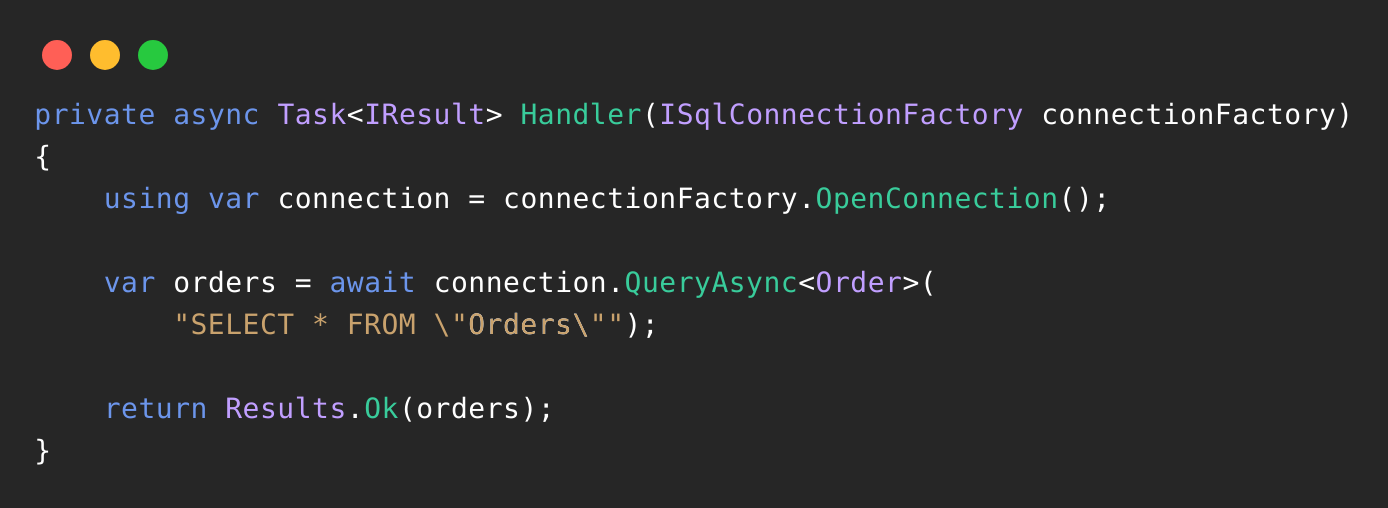 private async Task<IResult> Handler(ISqlConnectionFactory connectionFactory)
{
    using var connection = connectionFactory.OpenConnection();
    var orders = await connection.QueryAsync<Order>(
        "SELECT * FROM \"Orders\"");
    return Results.Ok(orders);
}